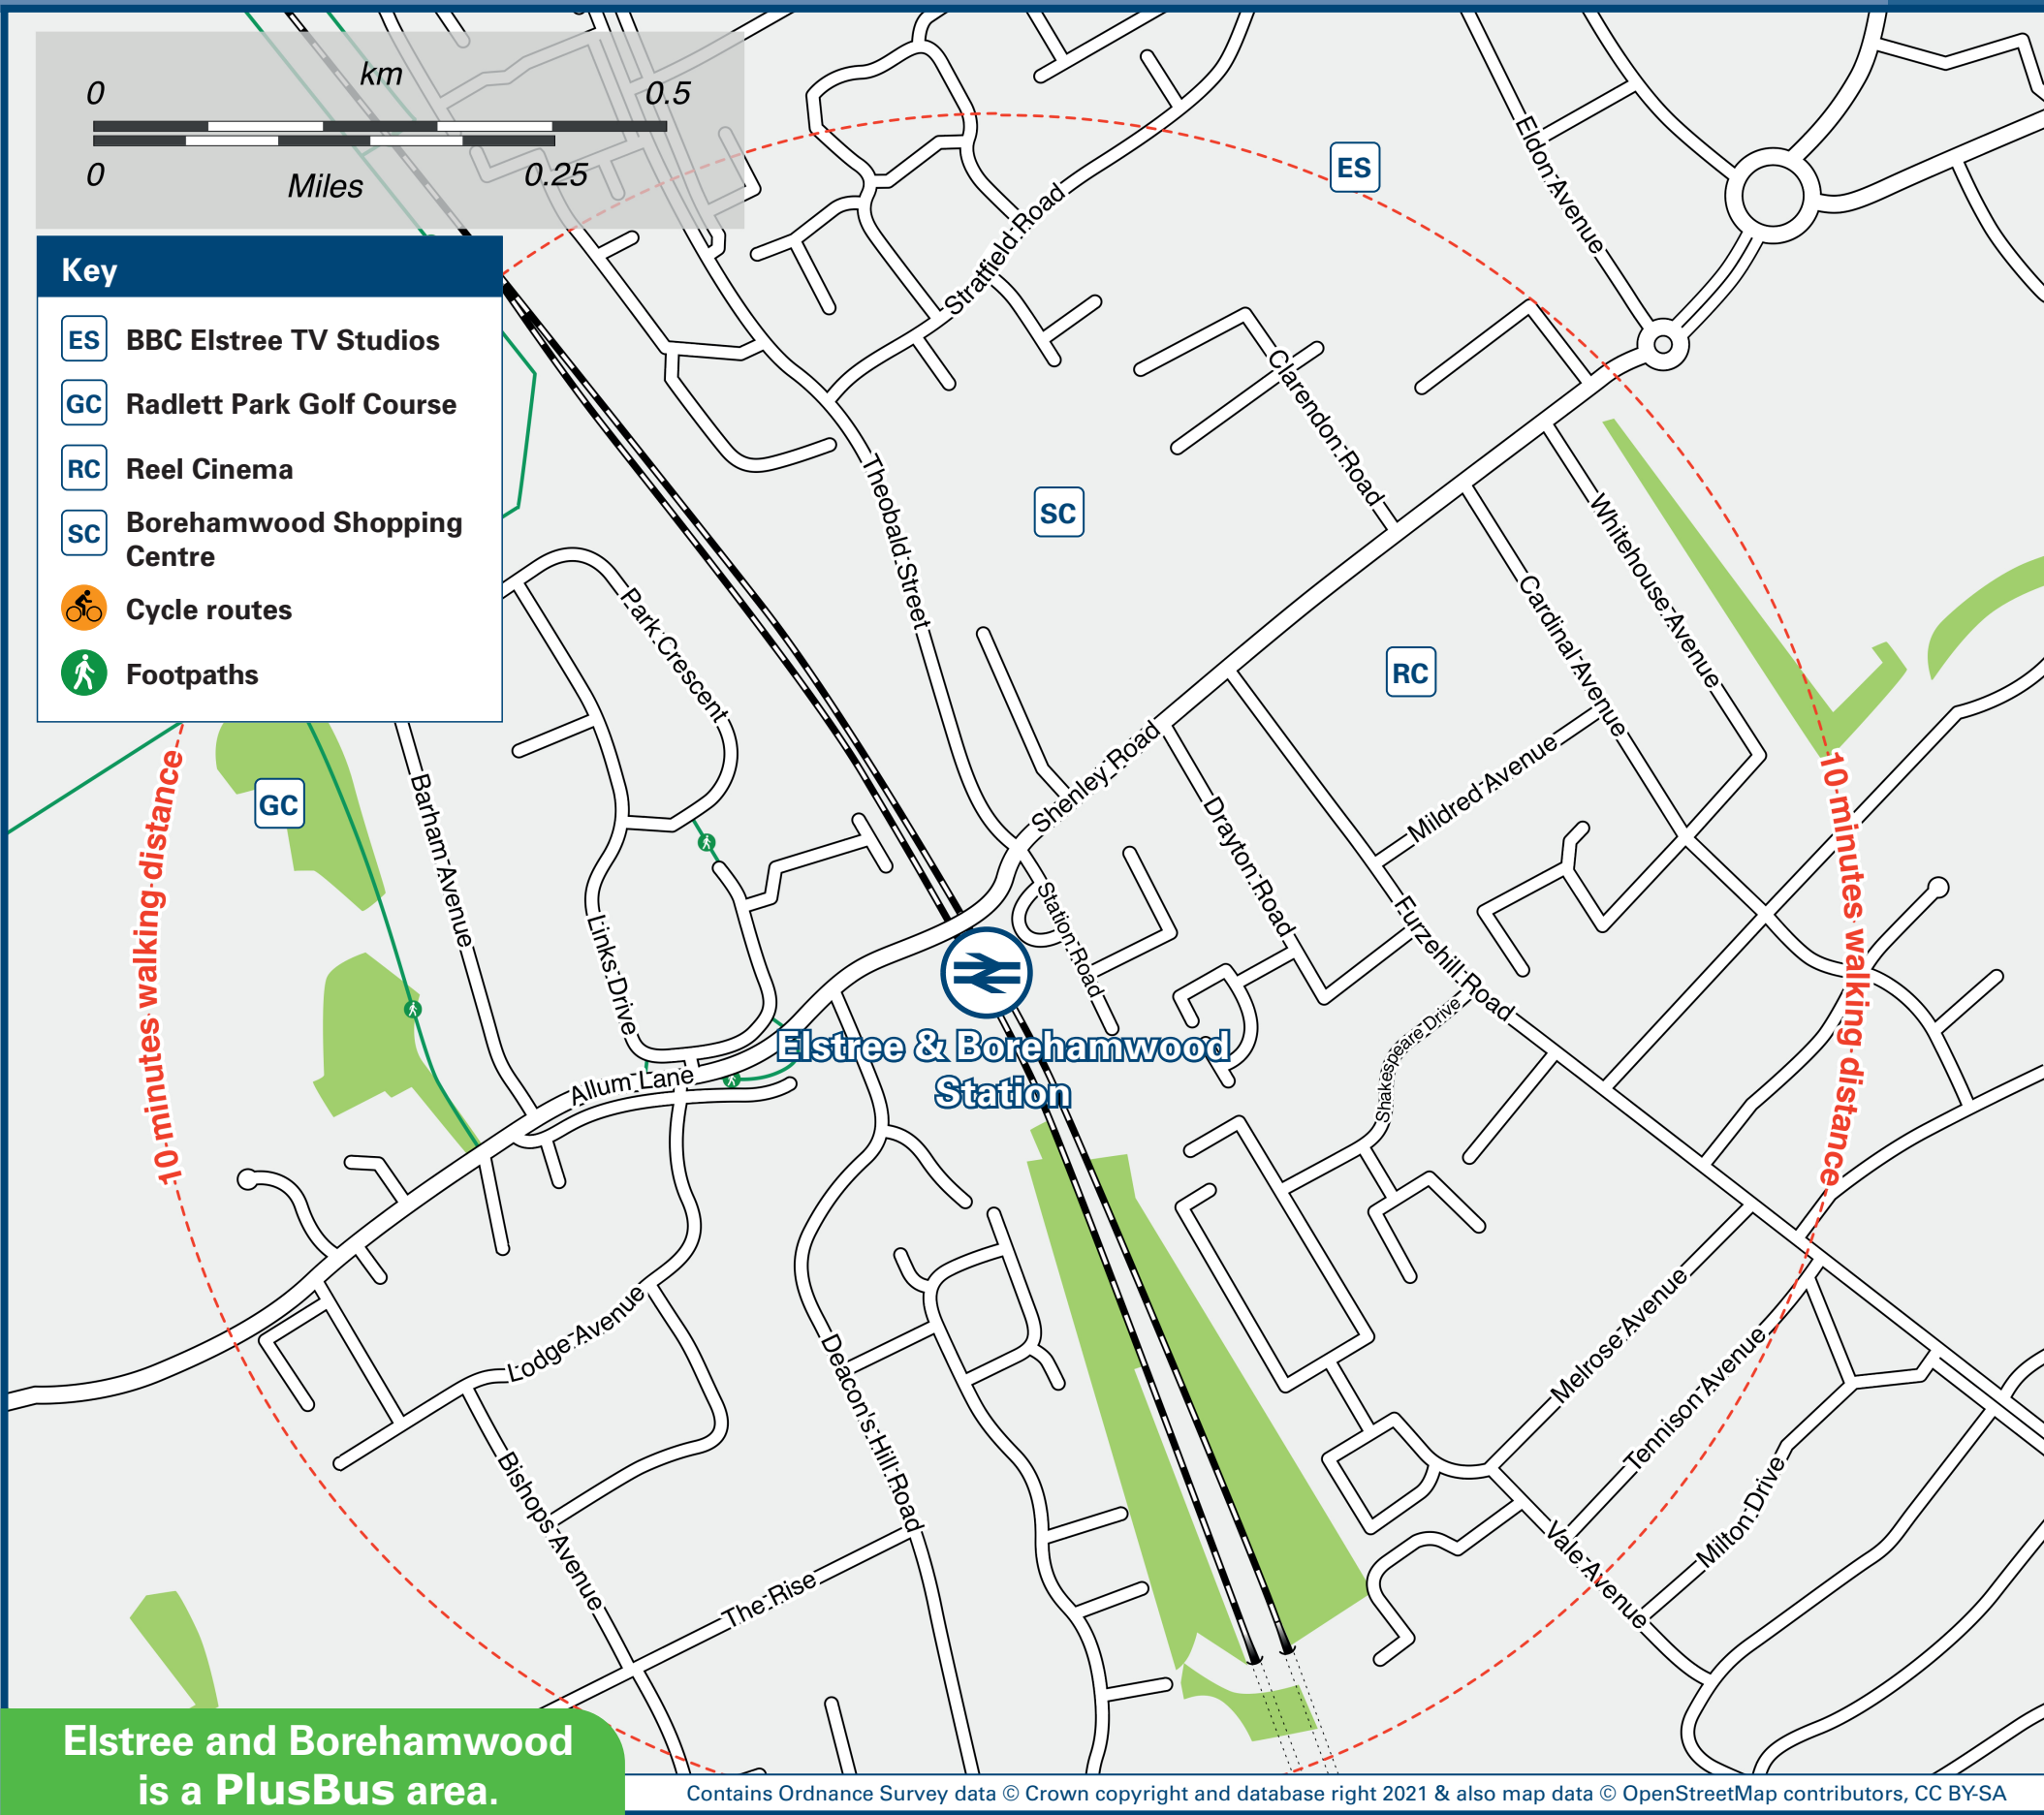 km
0
0.5
0
Miles
0.25
Key
ES
BBC Elstree TV Studios
GC
Radlett Park Golf Course
RC
Reel Cinema
SC
Borehamwood Shopping
Centre
Cycle routes
Footpaths
ES
Eldon Avenue
Stratfield Road
Clarendon Road
Theobald Street
SC
Whitehouse Avenue
Cardinal Avenue
Park Crescent
RC
Shenley Road
Mildred Avenue
10 minutes walking distance
GC
Barham Avenue
Drayton Road
10 minutes walking distance
Links Drive
Station Road
Furzehill Road
Shakespeare Drive
Elstree & Borehamwood
Station
Allum Lane
Lodge Avenue
Deacon's Hill Road
Melrose Avenue
Tennison Avenue
Bishops Avenue
Milton Drive
Vale Avenue
The Rise
Elstree and Borehamwood
is a PlusBus area.
Contains Ordnance Survey data © Crown copyright and database right 2021 & also map data © OpenStreetMap contributors, CC BY-SA